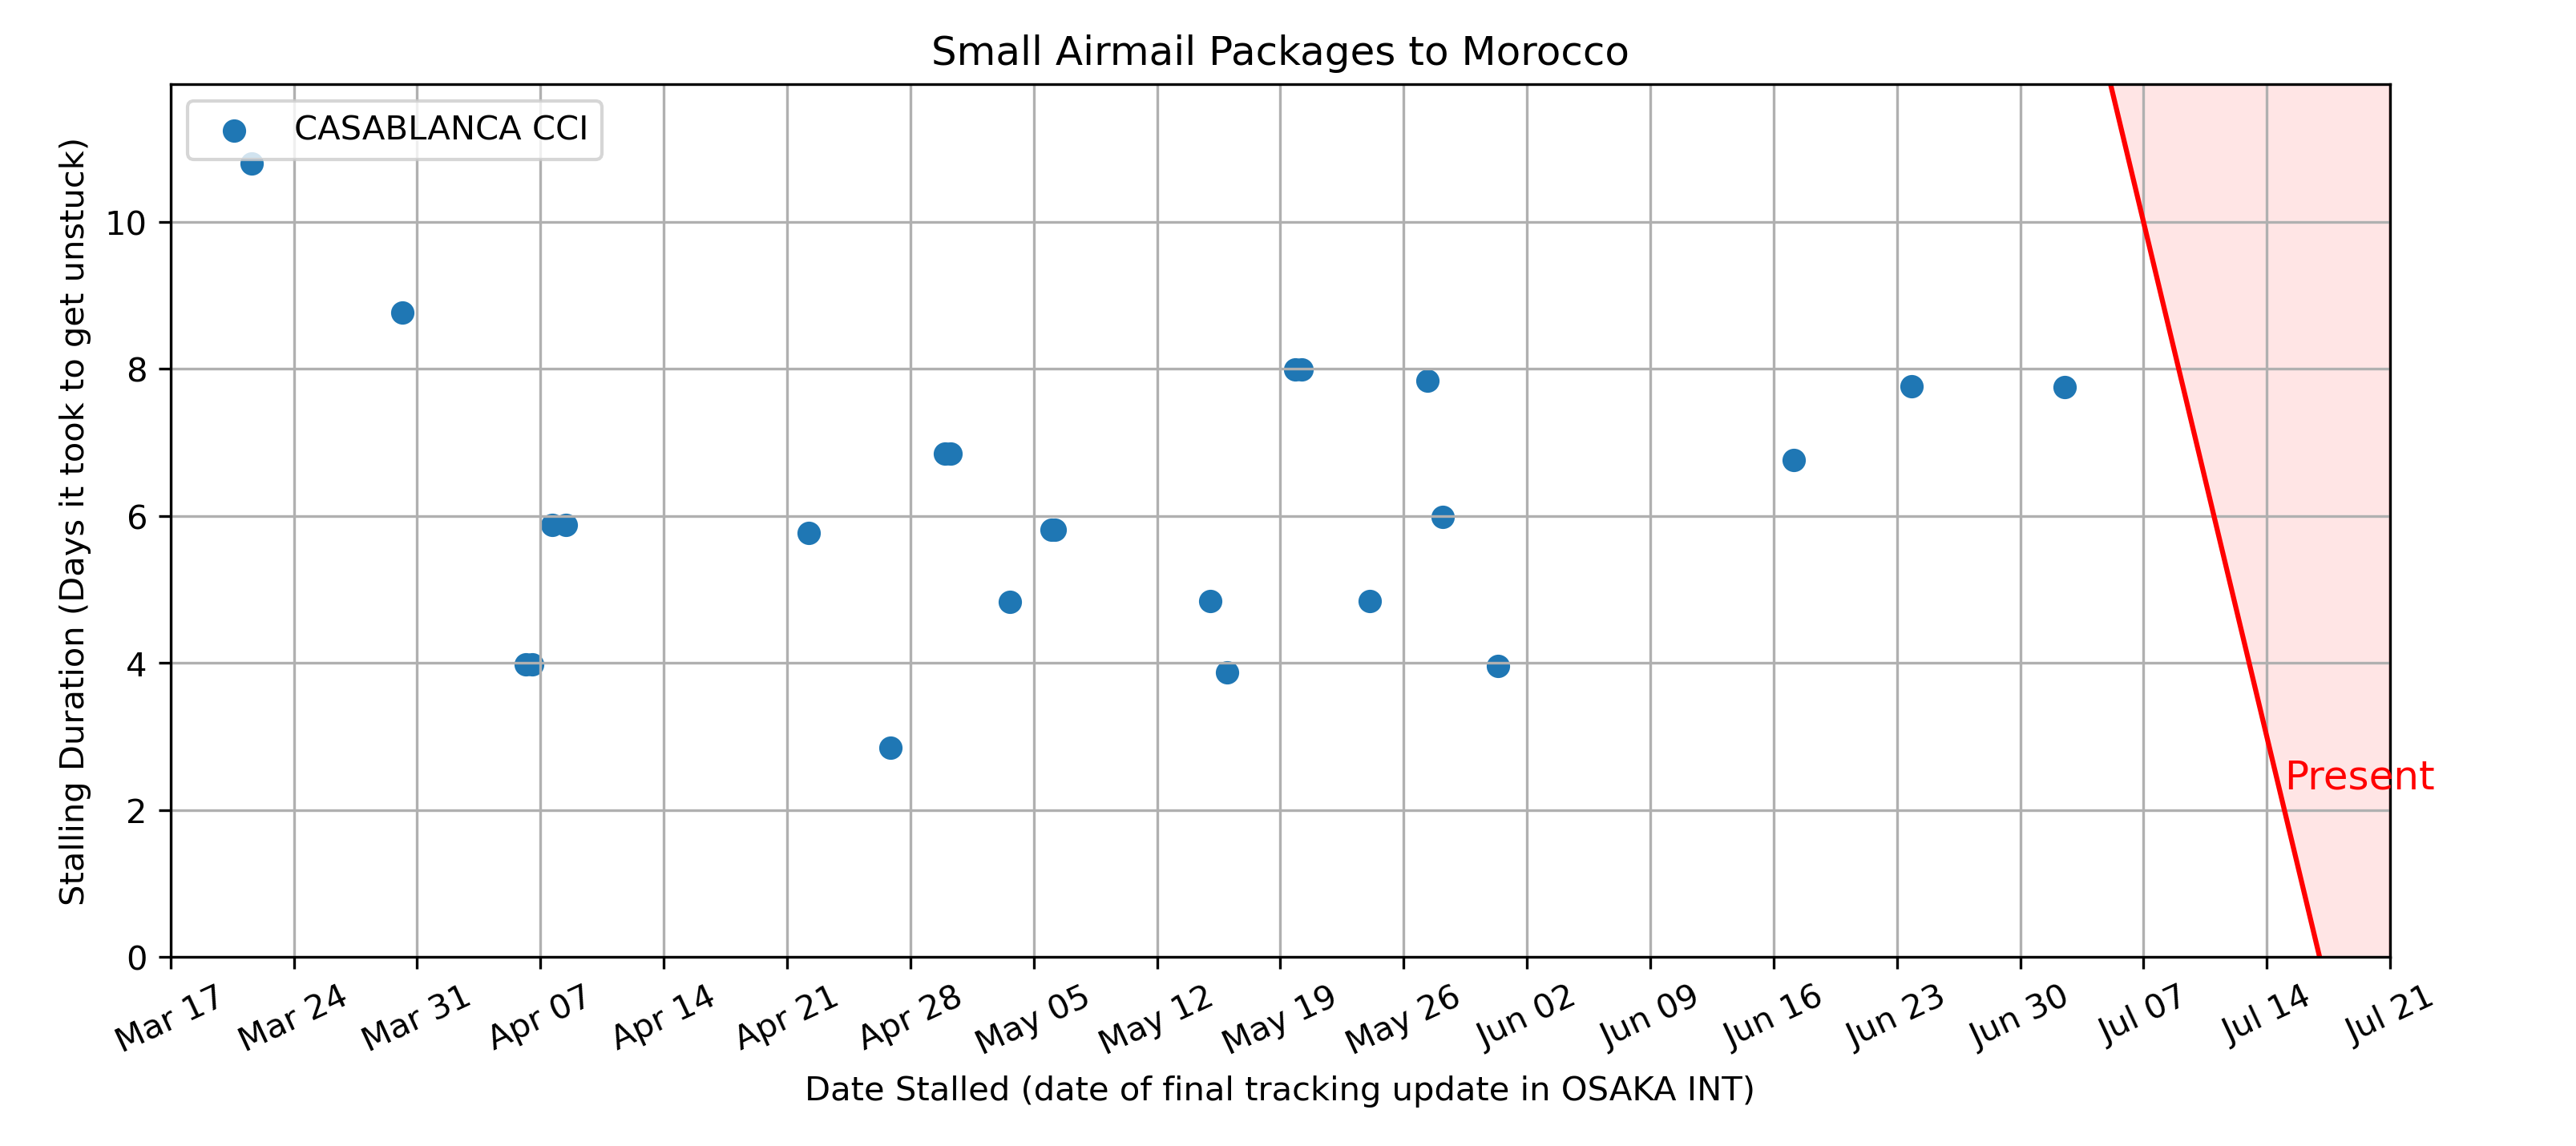 Small Airmail Packages to Morocco
CASABLANCA CCI
Stalling Duration (Days it took to get unstuck)
10
8
6
4
2
0
Present
Mar 17
Mar 24
Mar 31
Apr 07
Apr 14
Apr 21
Apr 28
May 05
May 12
May 19
May 26
Jun 02
Jun 09
Jun 16
Jun 23
Jun 30
Jul 07
Jul 14
Jul 21
Date Stalled (date of final tracking update in OSAKA INT)